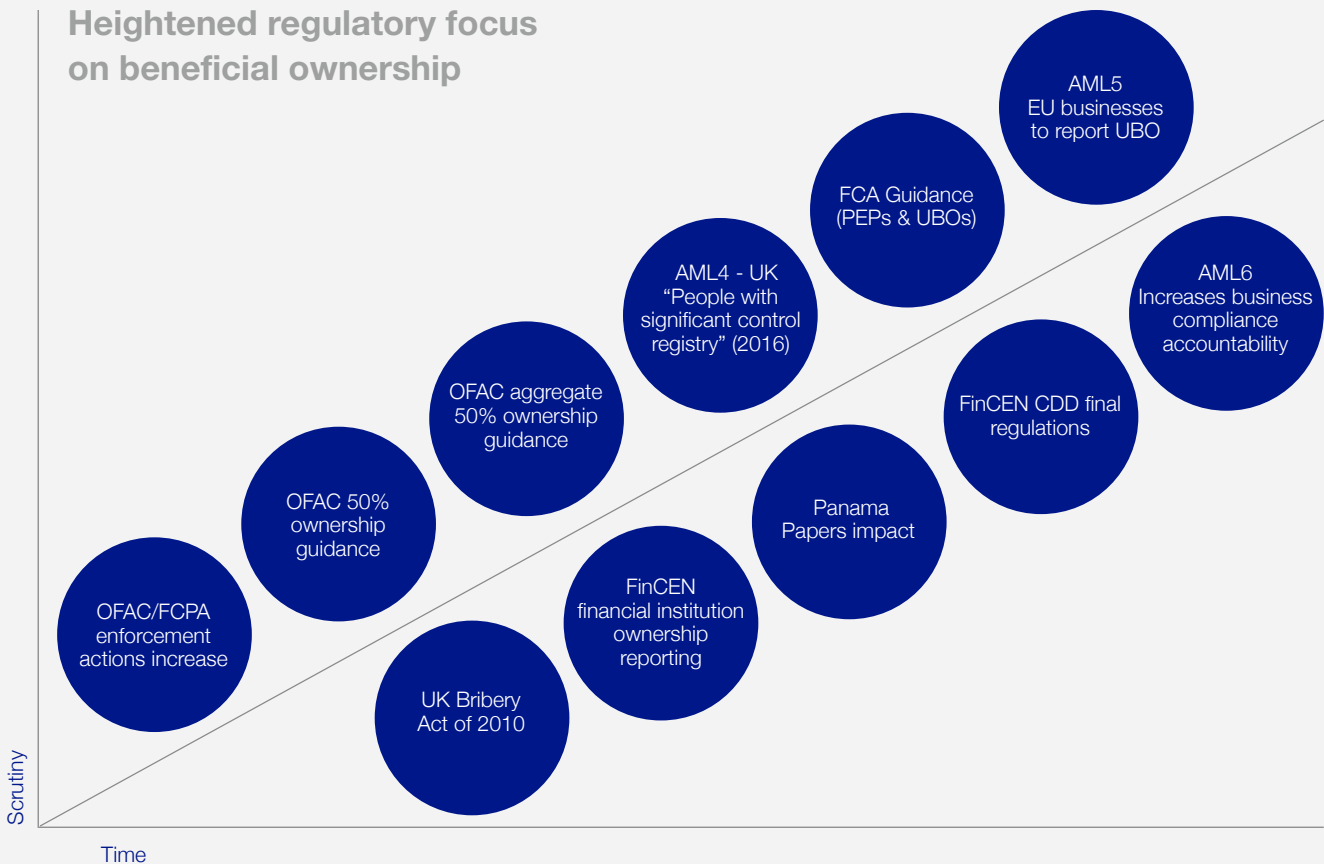 Heightened regulatory focus
on beneficial ownership
AML5
EU businesses
to report UBO
FCA Guidance
(PEPs & UBOs)
AML4 - UK
“People with
significant control
registry” (2016)
AML6
Increases business
compliance
accountability
OFAC aggregate
50% ownership
guidance
FinCEN CDD final
regulations
OFAC 50%
ownership
guidance
Panama
Papers impact
OFAC/FCPA
enforcement
actions increase
FinCEN
financial institution
ownership
reporting
UK Bribery
Act of 2010
Scrutiny
Time